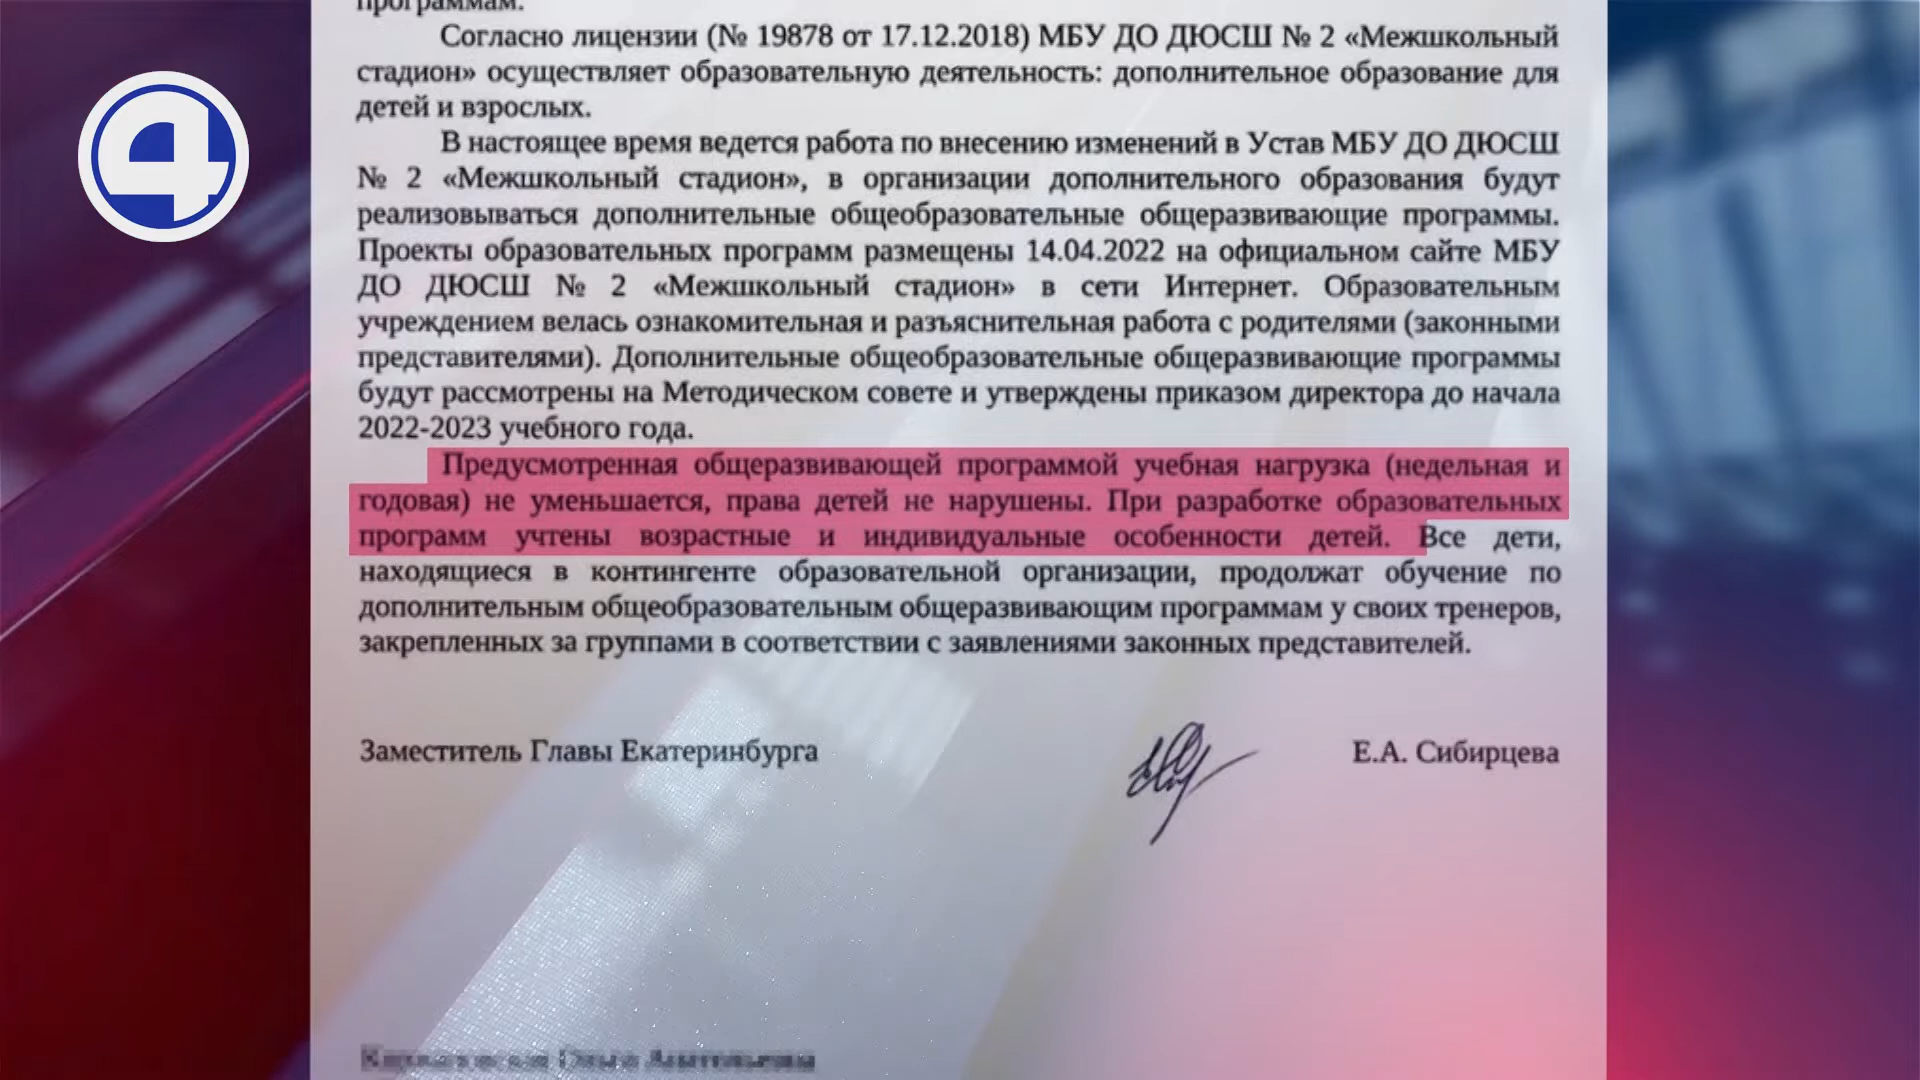 программам.
Согласно лицензии (№ 19878 от 17.12.2018) МБУ ДО ДЮСШ № 2 «Межшкольный
стадион» осуществляет образовательную деятельность: дополнительное образование для
детей и взрослых.
В настоящее время ведется работа по внесению изменений в Устав МБУ ДО ДЮСШ
№ 2 «Межшкольный стадион», в организации дополнительного образования будут
реализовываться дополнительные общеобразовательные общеразвивающие программы.
Проекты образовательных программ размещены 14.04.2022 на официальном сайте МБУ
ДО ДЮСШ № 2 «Межшкольный стадион» в сети Интернет. Образовательным
учреждением велась ознакомительная и разъяснительная работа с родителями (законными
представителями). Дополнительные общеобразовательные общеразвивающие программы
будут рассмотрены на Методическом совете и утверждены приказом директора до начала
2022-2023 учебного года.
Предусмотренная общеразвивающей программой учебная нагрузка (недельная и
годовая) не уменьшается, права детей не нарушены. При разработке образовательных
программ учтены возрастные и индивидуальные особенности детей. Все дети,
находящиеся в контингенте образовательной организации, продолжат обучение по
дополнительным общеобразовательным общеразвивающим программам у своих тренеров,
закрепленных за группами в соответствии с заявлениями законных представителей.
Заместитель Главы Екатеринбурга
Е.А. Сибирцева
4